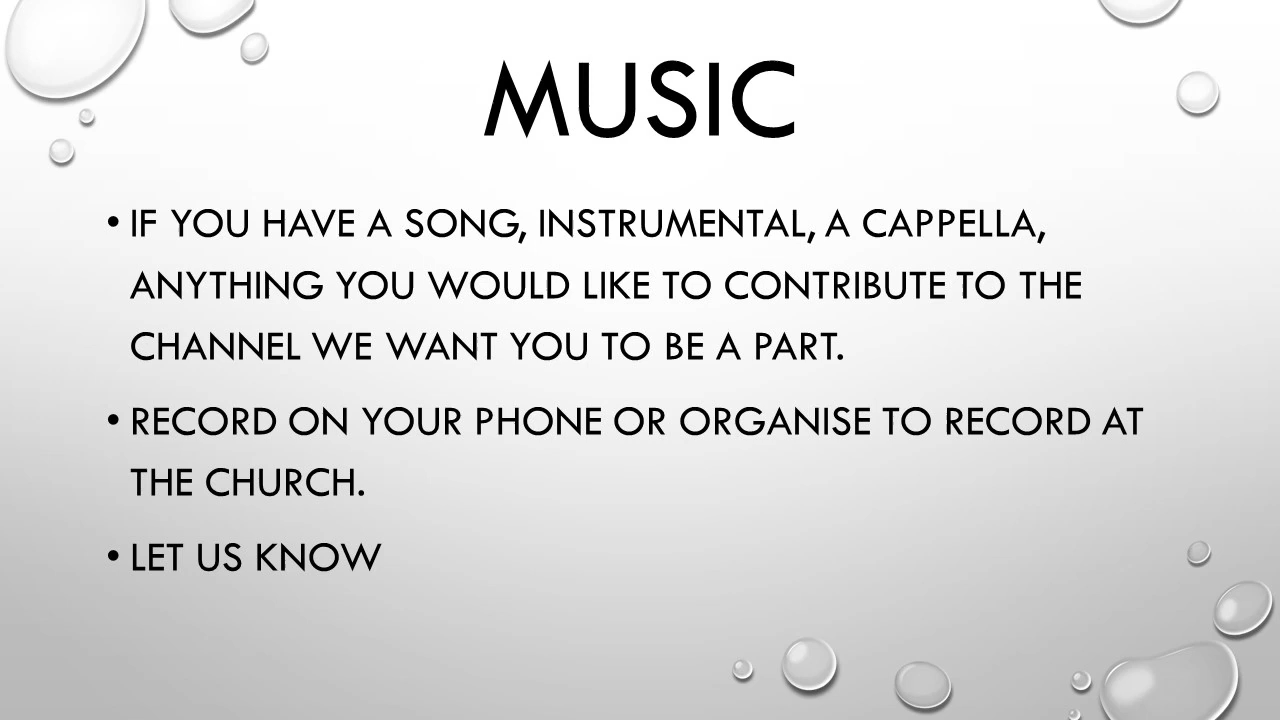 MUSIC
• IF YOU HAVE A SONG, INSTRUMENTAL, A CAPPELLA,
ANYTHING YOU WOULD LIKE TO CONTRIBUTE TO THE
CHANNEL WE WANT YOU TO BE A PART.
• RECORD ON YOUR PHONE OR ORGANISE TO RECORD AT
THE CHURCH.
• LET US KNOW